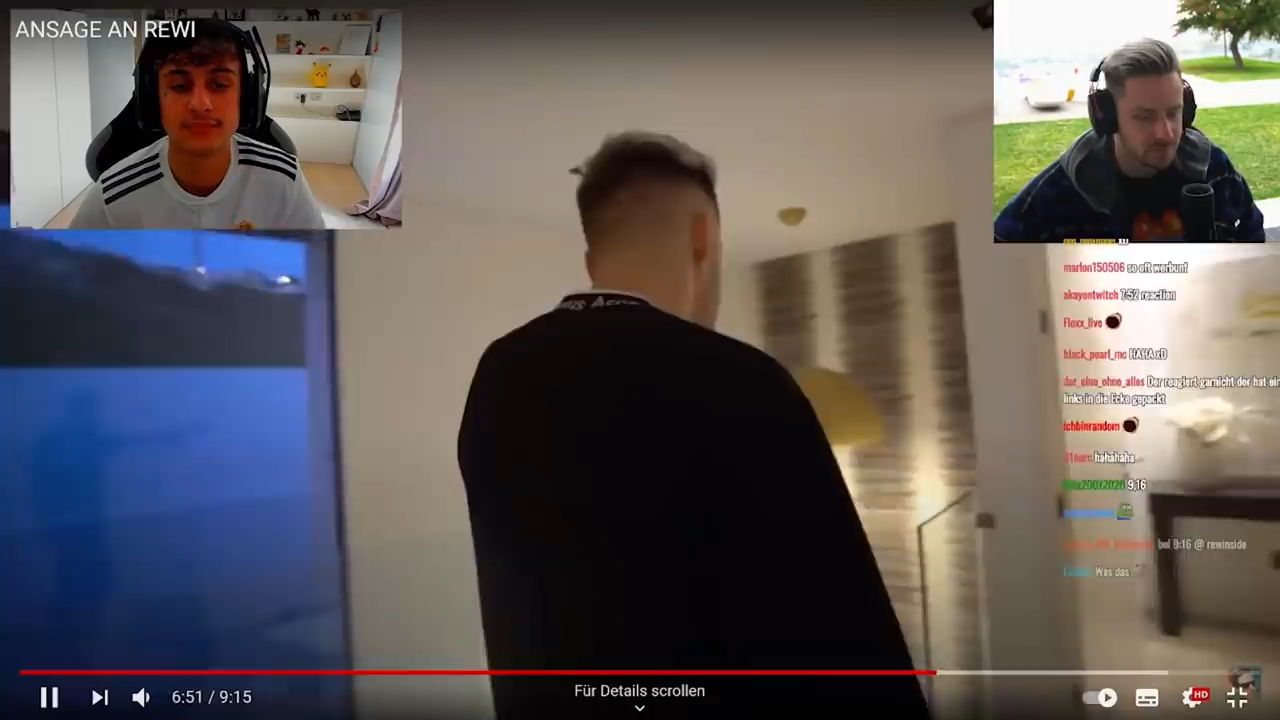 ANSAGE AN REWI
marlon150506 so oft werbung!
akayontwitch 7:52 reaction
Floxx_live
black_pearl_mc HAHA xD
der_eine_ohne_alles Der reagiert garnicht der hat ein
links in die Ecke gepackt
ichbinrandom
hahahaha
9,16
bei 9:16 @ rewinside
Was das
6:51 / 9:15
Für Details scrollen
HD